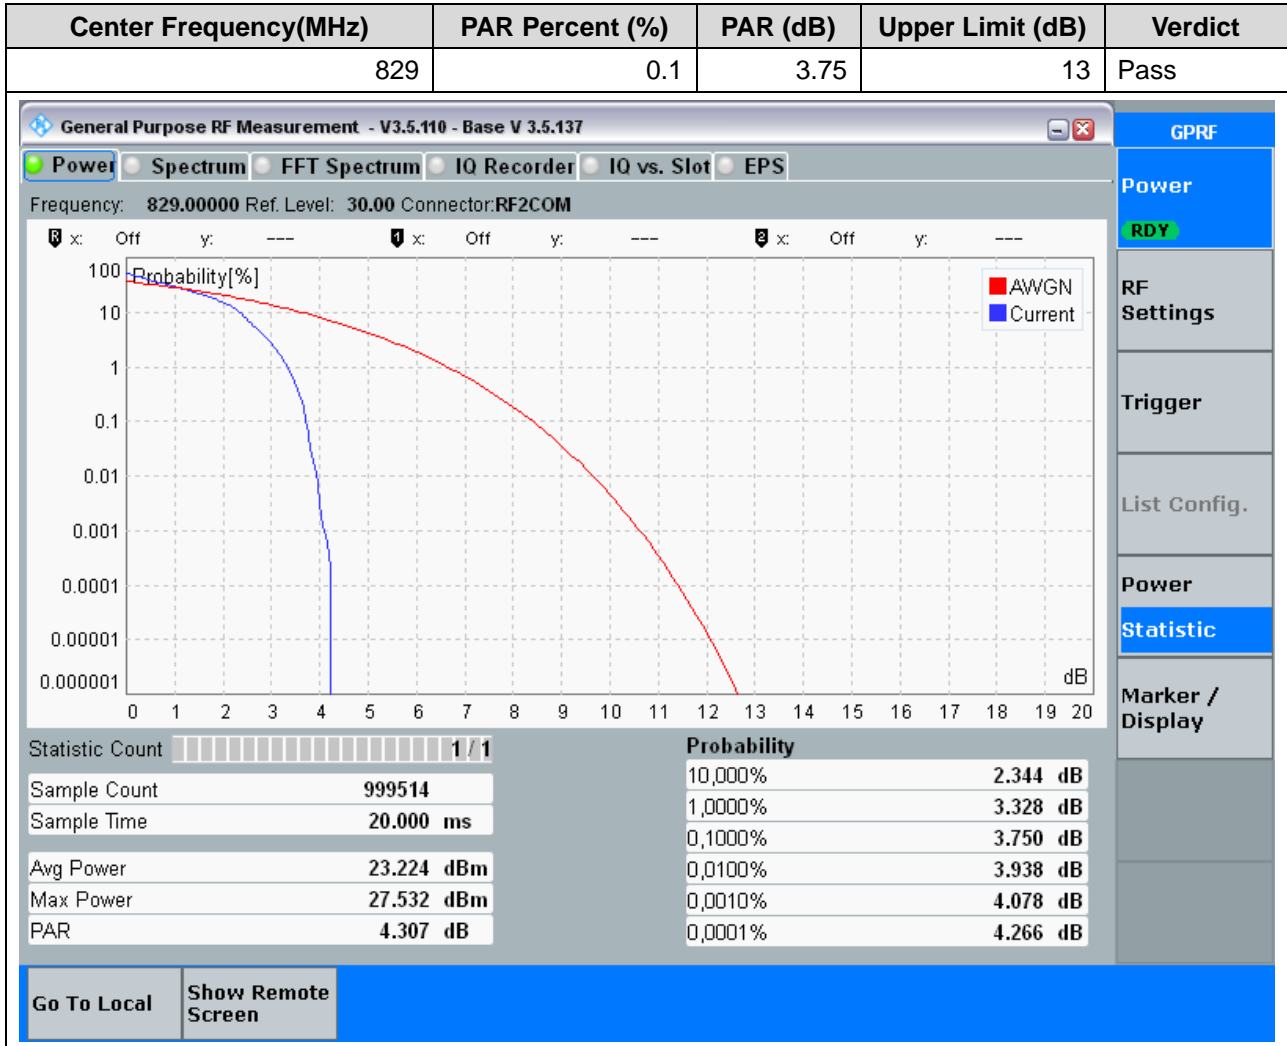 Center Frequency(MHz) PAR Percent (%) PAR (dB) Upper Limit (dB) Verdict
829 0.1 3.75 13 Pass
General Purpose RF Measurement - V3.5.110 - Base V 3.5.137
GPRF
Power Spectrum FFT Spectrum IQ Recorder IQ vs. Slot EPS
Frequency: 829.00000 Ref. Level: 30.00 Connector:RF2COM
R x: Off y: --- 1 x: Off y: --- 2 x: Off y: ---
Probability[%]
AWGN
Current
100
10
1
0.1
0.01
0.001
0.0001
0.00001
0.000001
dB
0 1 2 3 4 5 6 7 8 9 10 11 12 13 14 15 16 17 18 19 20
Statistic Count 1 / 1
Sample Count 999514
Sample Time 20.000 ms
Avg Power 23.224 dBm
Max Power 27.532 dBm
PAR 4.307 dB
Probability
10,000% 2.344 dB
1,0000% 3.328 dB
0,1000% 3.750 dB
0,0100% 3.938 dB
0,0010% 4.078 dB
0,0001% 4.266 dB
Power
RDY
RF
Settings
Trigger
List Config.
Power
Statistic
Marker /
Display
Go To Local
Show Remote
Screen